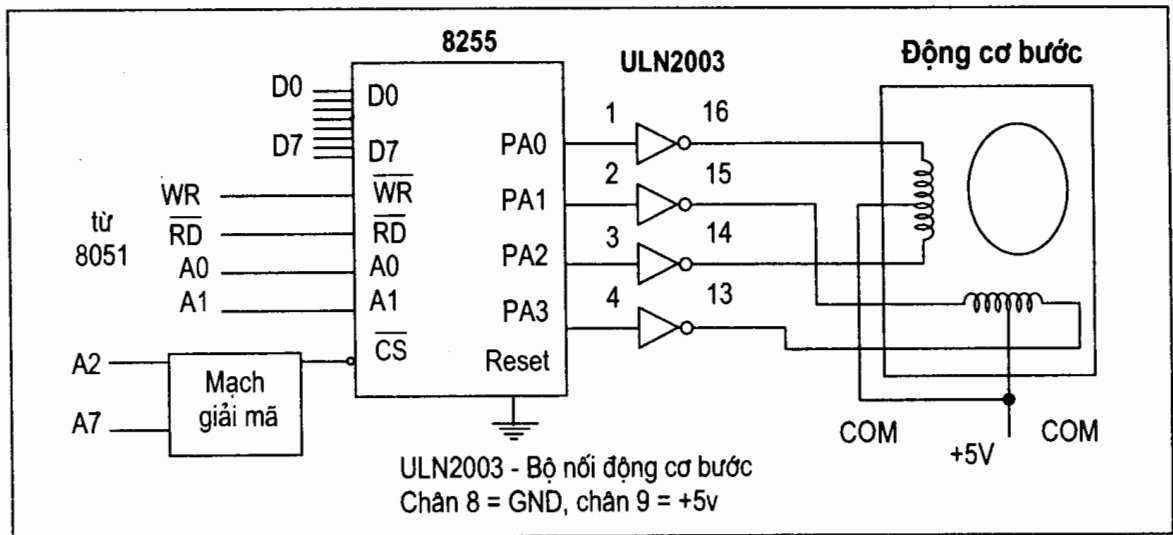 8255
ULN2003
Động cơ bước
D0
D7
từ
8051
WR
RD
A0
A1
A2
A7
Mạch
giải mã
D0
D7
WR
RD
A0
A1
CS
PA0
PA1
PA2
PA3
Reset
1
16
2
15
3
14
4
13
COM
+5V
COM
ULN2003 - Bộ nối động cơ bước
Chân 8 = GND, chân 9 = +5v